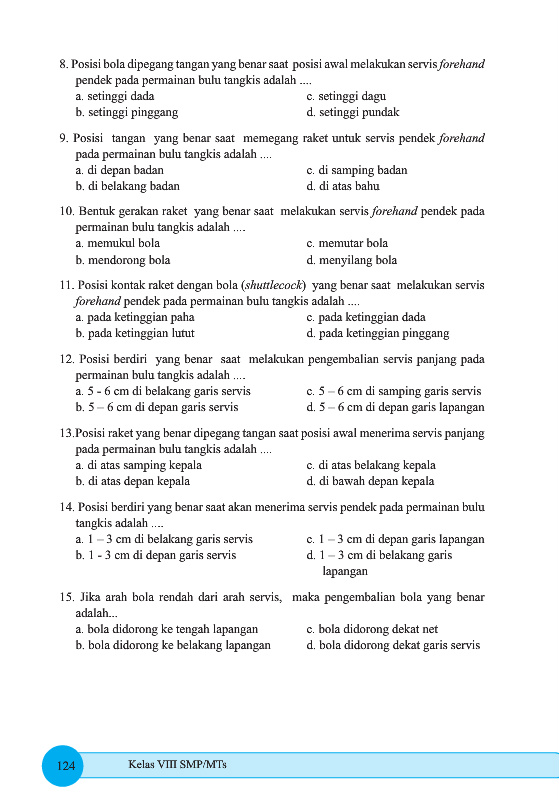 8. Posisi bola dipegang tangan yang benar saat posisi awal melakukan servis forehand
pendek pada permainan bulu tangkis adalah ....
a. setinggi dada c. setinggi dagu
b. setinggi pinggang d. setinggi pundak
9. Posisi tangan yang benar saat memegang raket untuk servis pendek forehand
pada permainan bulu tangkis adalah ....
a. di depan badan c. di samping badan
b. di belakang badan d. di atas bahu
10. Bentuk gerakan raket yang benar saat melakukan servis forehand pendek pada
permainan bulu tangkis adalah ....
a. memukul bola c. memutar bola
b. mendorong bola d. menyilang bola
11. Posisi kontak raket dengan bola (shuttlecock) yang benar saat melakukan servis
forehand pendek pada permainan bulu tangkis adalah ....
a. pada ketinggian paha c. pada ketinggian dada
b. pada ketinggian lutut d. pada ketinggian pinggang
12. Posisi berdiri yang benar saat melakukan pengembalian servis panjang pada
permainan bulu tangkis adalah ....
a. 5 - 6 cm di belakang garis servis c. 5 – 6 cm di samping garis servis
b. 5 – 6 cm di depan garis servis d. 5 – 6 cm di depan garis lapangan
13.Posisi raket yang benar dipegang tangan saat posisi awal menerima servis panjang
pada permainan bulu tangkis adalah ....
a. di atas samping kepala c. di atas belakang kepala
b. di atas depan kepala d. di bawah depan kepala
14. Posisi berdiri yang benar saat akan menerima servis pendek pada permainan bulu
tangkis adalah ....
a. 1 – 3 cm di belakang garis servis c. 1 – 3 cm di depan garis lapangan
b. 1 - 3 cm di depan garis servis d. 1 – 3 cm di belakang garis
lapangan
15. Jika arah bola rendah dari arah servis, maka pengembalian bola yang benar
adalah...
a. bola didorong ke tengah lapangan c. bola didorong dekat net
b. bola didorong ke belakang lapangan d. bola didorong dekat garis servis
124 Kelas VIII SMP/MTs